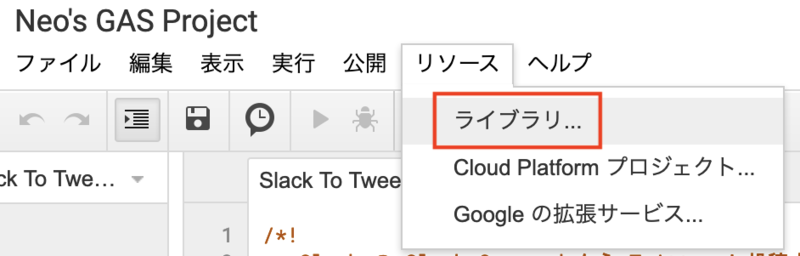 Neo's GAS Project
ファイル 編集 表示 実行 公開 リソース ヘルプ
ライブラリ...
ck To Twe...
Cloud Platform プロジェクト...
Slack To Twee
Google の拡張サービス...
1 /*!